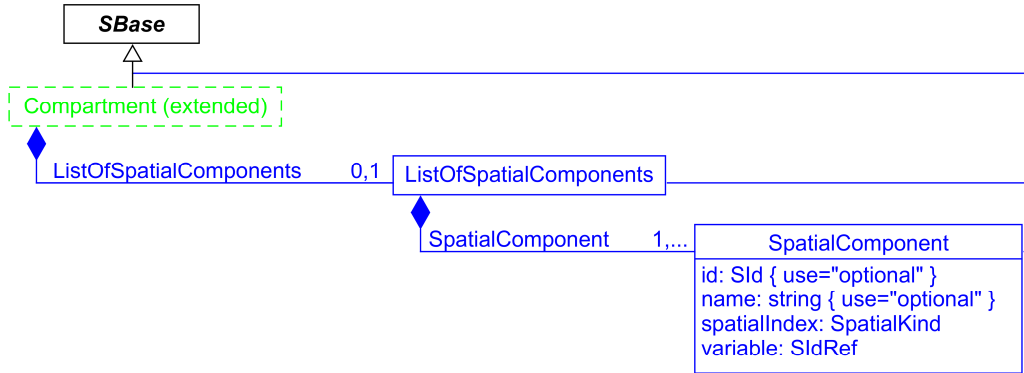 SBase
Compartment (extended)
ListOfSpatialComponents 0,1
ListOfSpatialComponents
SpatialComponent 1,...
SpatialComponent
id: SId { use="optional" }
name: string { use="optional" }
spatialIndex: SpatialKind
variable: SIdRef